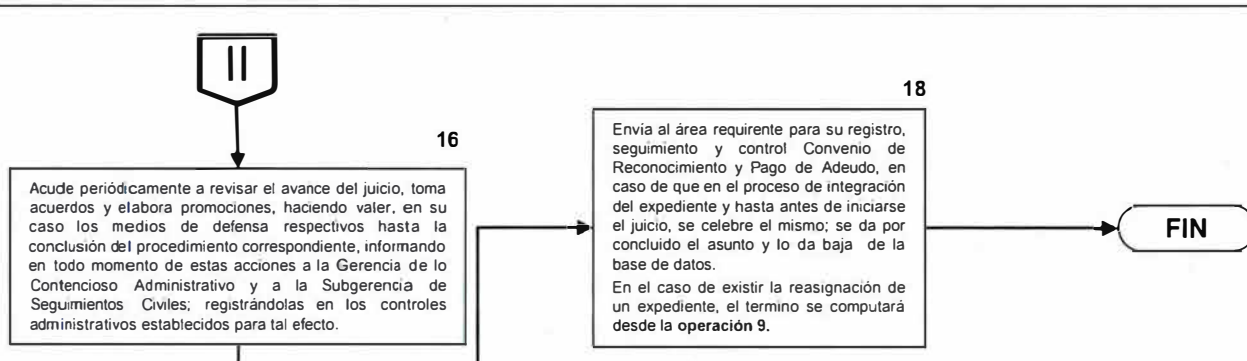 II
16
Acude periódicamente a revisar el avance del juicio, toma
acuerdos y elabora promociones, haciendo valer, en su
caso los medios de defensa respectivos hasta la
conclusión del procedimiento correspondiente, informando
en todo momento de estas acciones a la Gerencia de lo
Contencioso Administrativo y a la Subgerencia de
Seguimientos Civiles; registrándolas en los controles
administrativos establecidos para tal efecto.
18
Envía al área requirente para su registro,
seguimiento y control Convenio de
Reconocimiento y Pago de Adeudo, en
caso de que en el proceso de integración
del expediente y hasta antes de iniciarse
el juicio, se celebre el mismo; se da por
concluido el asunto y lo da baja de la
base de datos.
En el caso de existir la reasignación de
un expediente, el termino se computará
desde la operación 9.
FIN